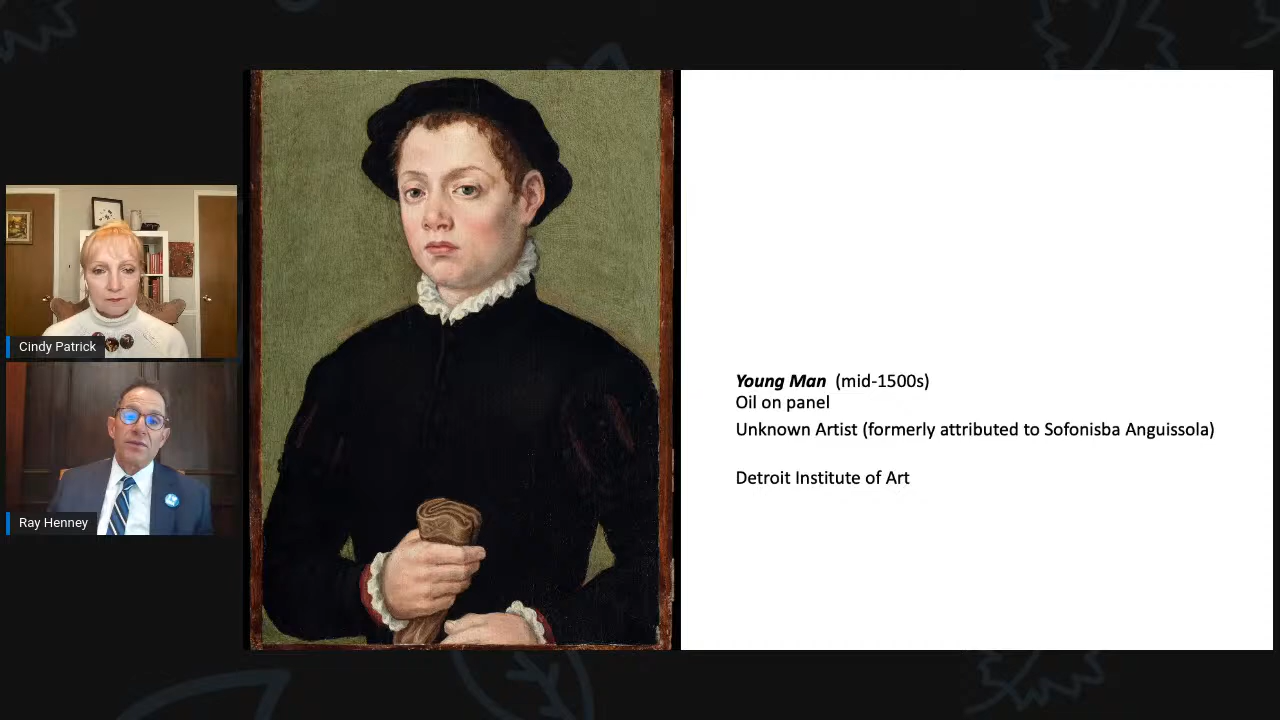 Cindy Patrick
Ray Henney
Young Man (mid-1500s)
Oil on panel
Unknown Artist (formerly attributed to Sofonisba Anguissola)
Detroit Institute of Art